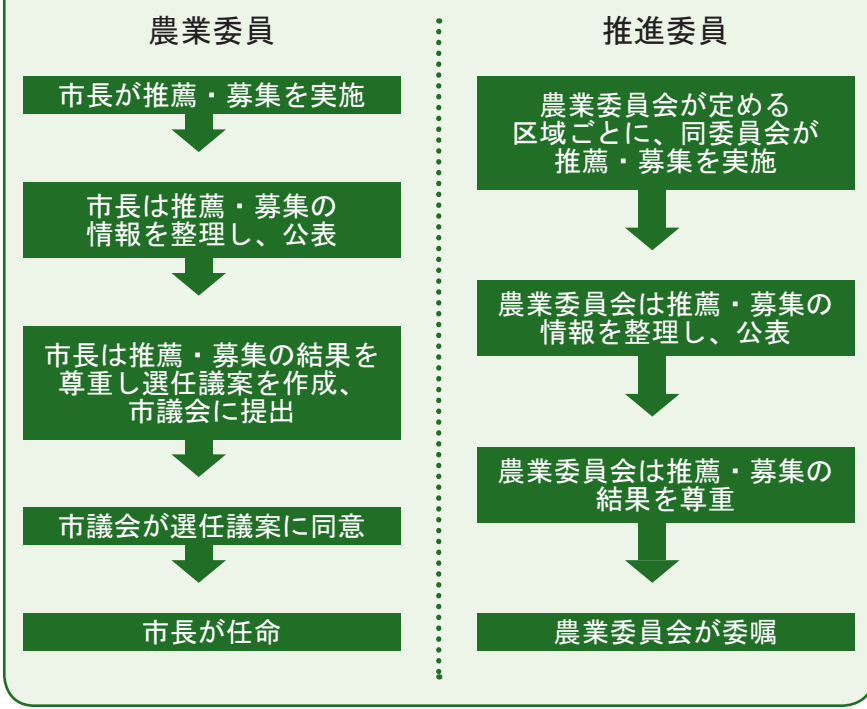 農業委員
市長が推薦・募集を実施
市長は推薦・募集の
情報を整理し、公表
市長は推薦・募集の結果を
尊重し選任議案を作成、
市議会に提出
市議会が選任議案に同意
市長が任命
推進委員
農業委員会が定める
区域ごとに、同委員会が
推薦・募集を実施
農業委員会は推薦・募集の
情報を整理し、公表
農業委員会は推薦・募集の
結果を尊重
農業委員会が委嘱